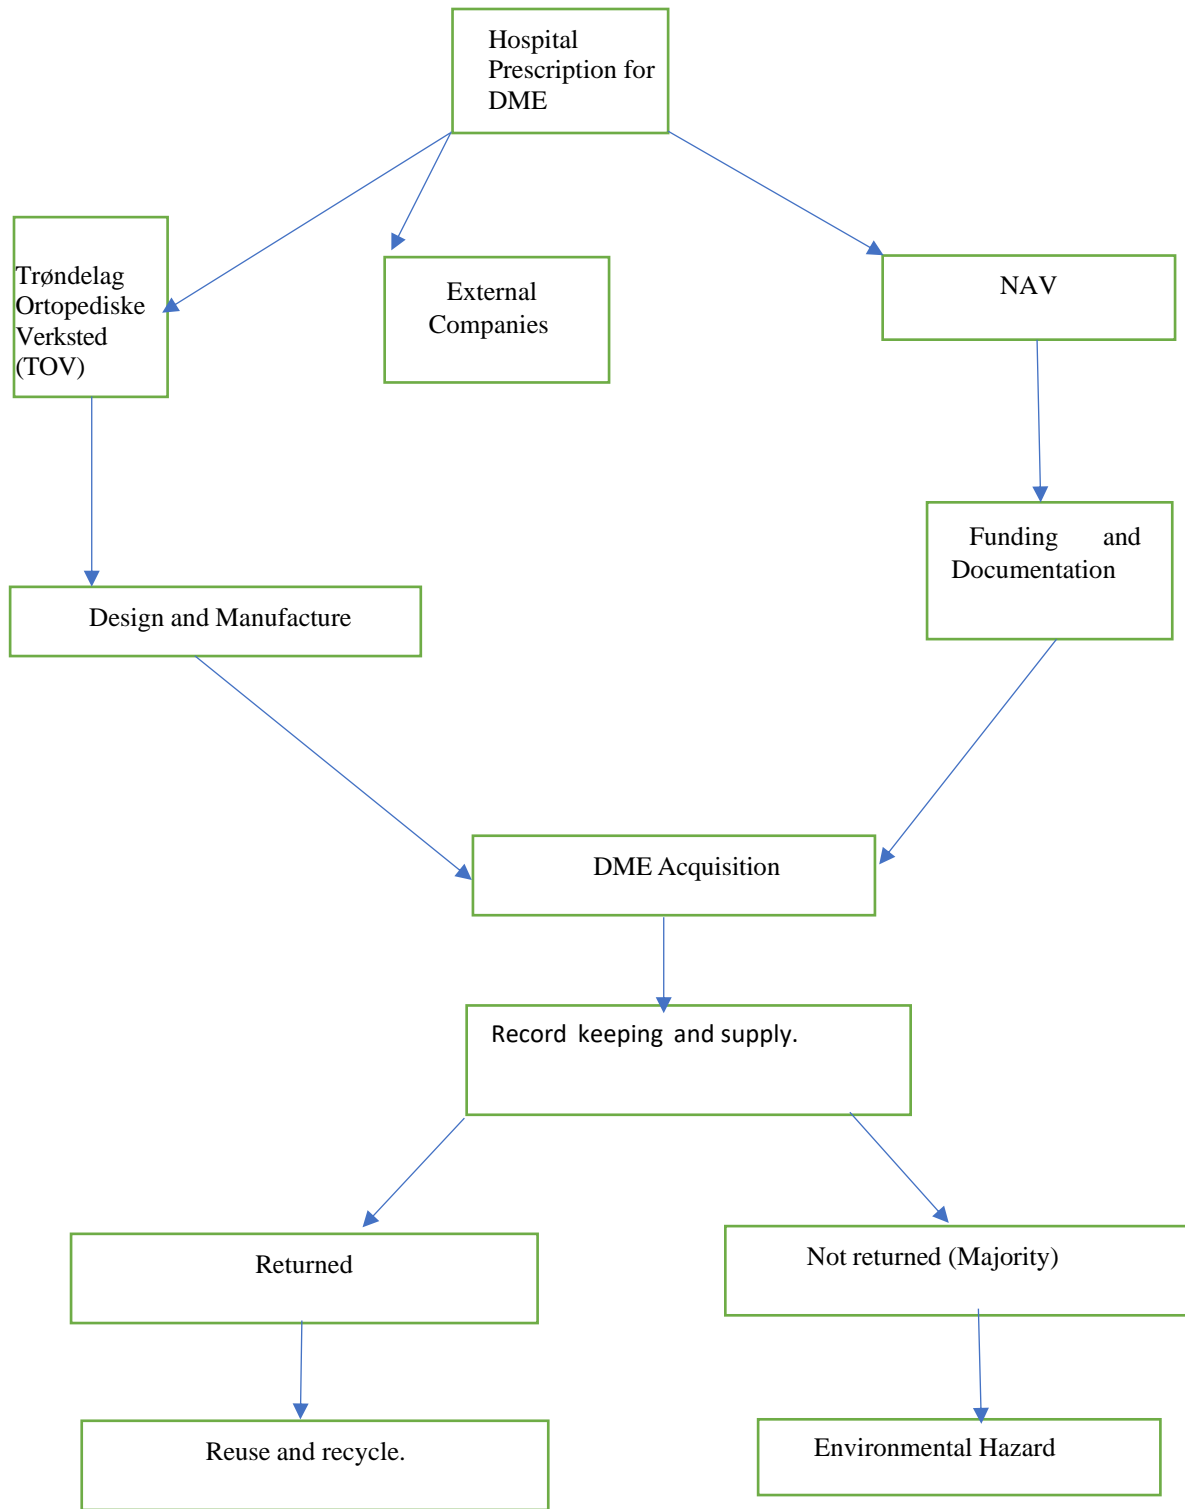 Hospital
Prescription for
DME
Trøndelag
Ortopediske
Verksted
(TOV)
External
Companies
NAV
Funding and
Documentation
Design and Manufacture
DME Acquisition
Record keeping and supply.
Returned
Not returned (Majority)
Reuse and recycle.
Environmental Hazard